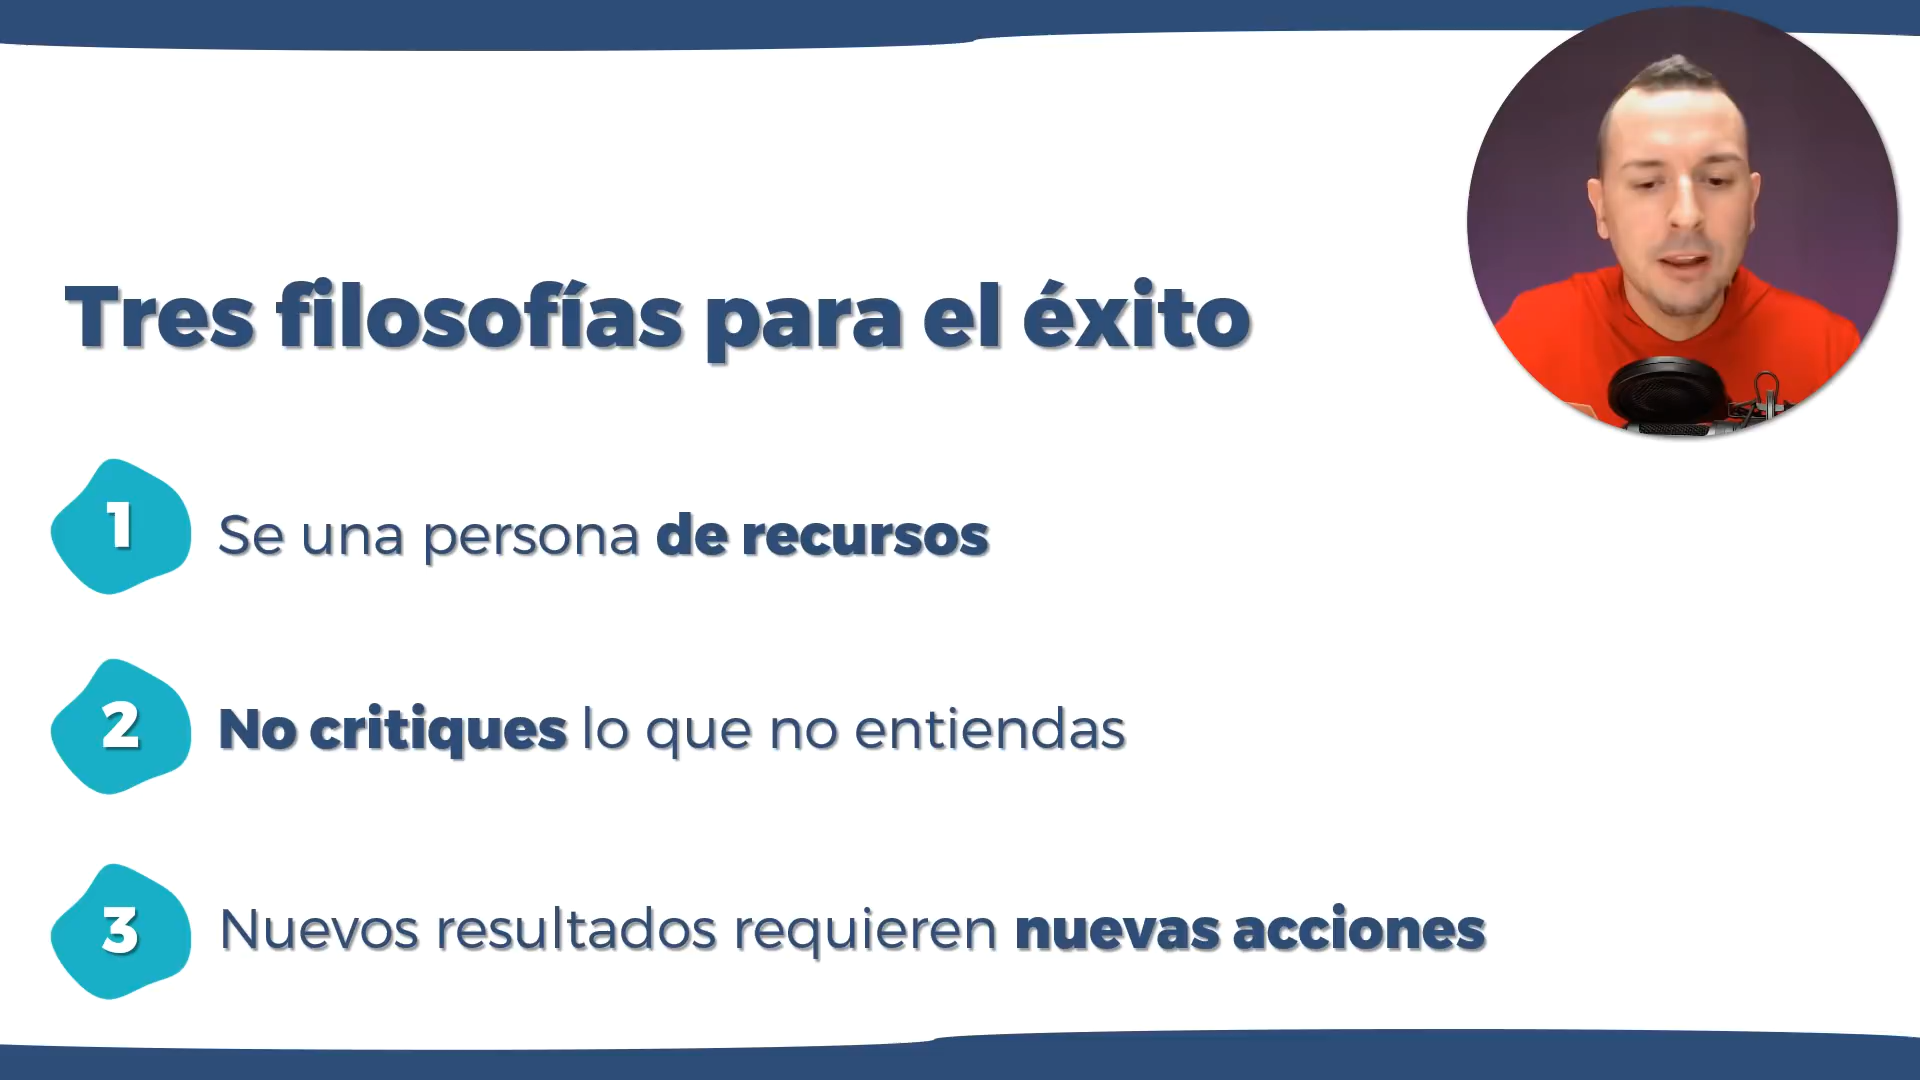 Tres filosofías para el éxito
1
Se una persona de recursos
2
No critiques lo que no entiendas
3
Nuevos resultados requieren nuevas acciones